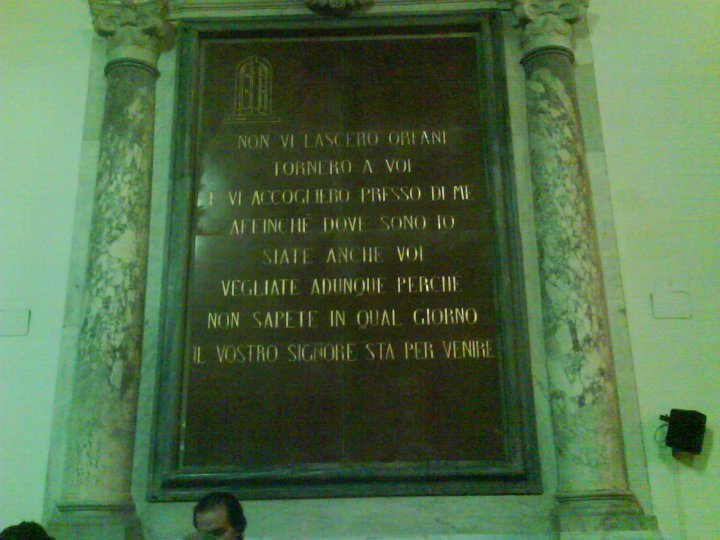 NON VI LASCERO ORFANI
TORNERO A VOI
E VI ACCOGLIERO PRESSO DI ME
AFFINCHÉ DOVE SONO IO
SIATE ANCHE VOI
VEGLIATE ADUNQUE PERCHE
NON SAPETE IN QUAL GIORNO
IL VOSTRO SIGNORE STA PER VENIRE